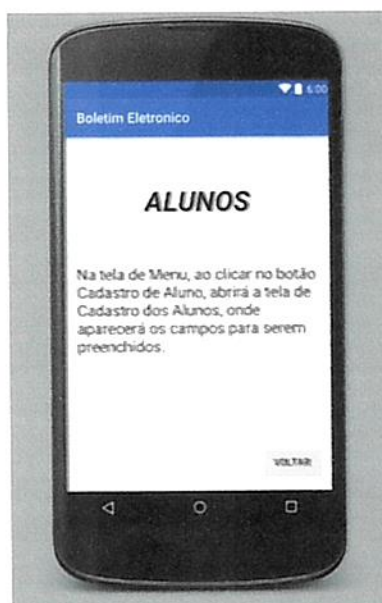 6:00
Boletim Eletronico
ALUNOS
Na tela de Menu, ao clicar no botão
Cadastro de Aluno, abrirá a tela de
Cadastro dos Alunos, onde
aparecerá os campos para serem
preenchidos.
VOLTAR